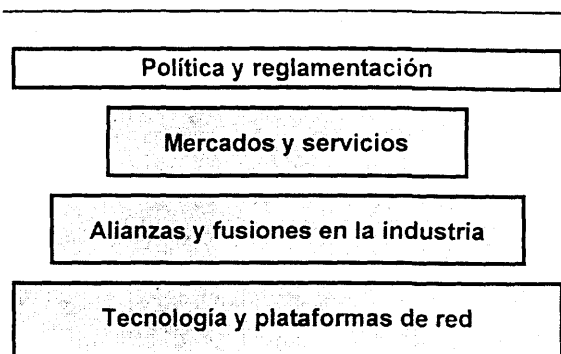 Política y reglamentación
Mercados y servicios
Alianzas y fusiones en la industria
Tecnología y plataformas de red